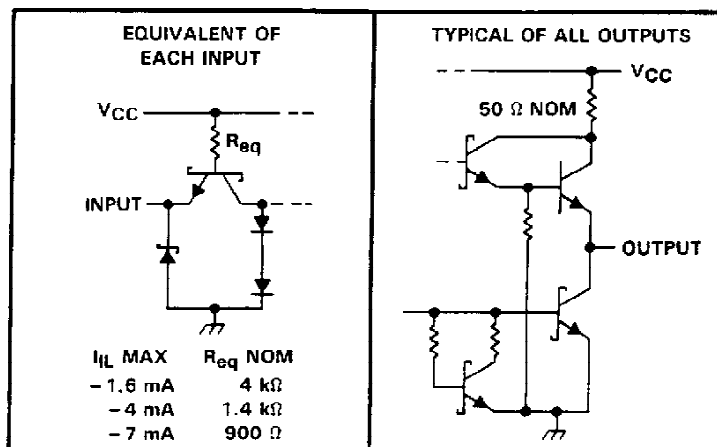 EQUIVALENT OF
EACH INPUT
VCC
Req
INPUT
IIL MAX Req NOM
−1.6 mA 4 kΩ
−4 mA 1.4 kΩ
−7 mA 900 Ω
TYPICAL OF ALL OUTPUTS
VCC
50 Ω NOM
OUTPUT